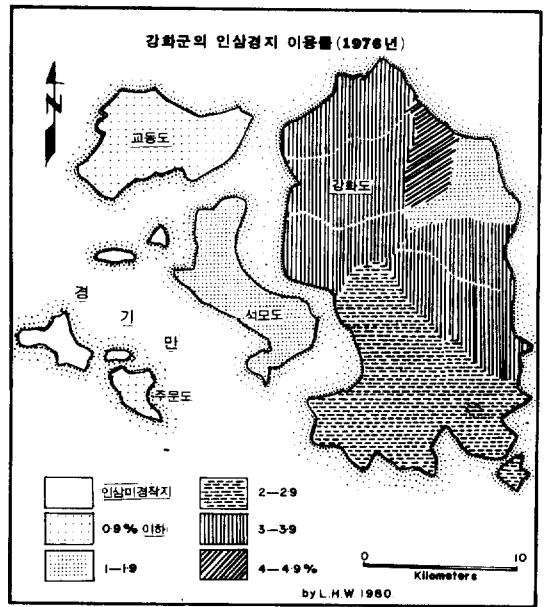 강화군의 인삼경지 이용률(1976년)
N
교동도
강화도
석모도
경
기
만
주문도
인삼미경작지
0.9% 이하
1—1.9
2—2.9
3—3.9
4—4.9%
0 10
Kilometers
by L.H.W 1980.